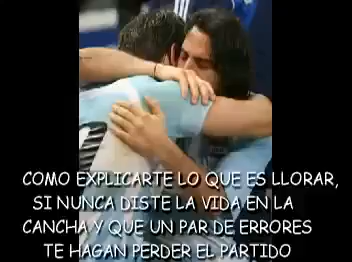 COMO EXPLICARTE LO QUE ES LLORAR,
SI NUNCA DISTE LA VIDA EN LA
CANCHA Y QUE UN PAR DE ERRORES
TE HAGAN PERDER EL PARTIDO